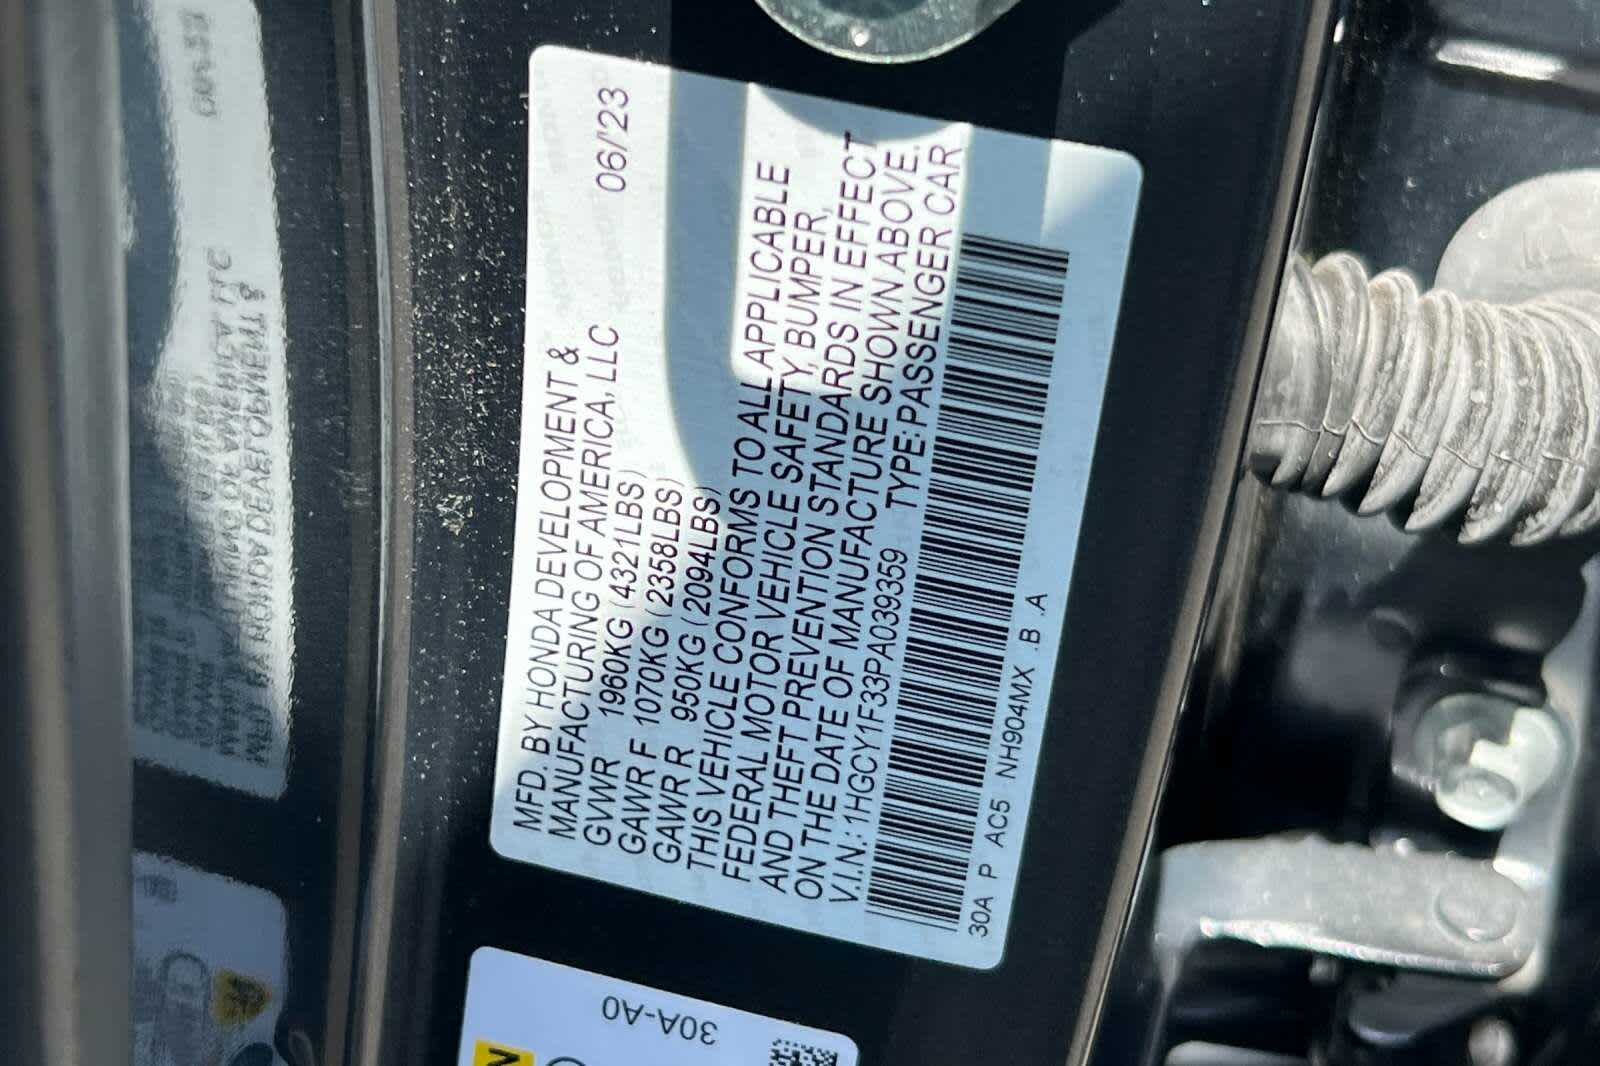 MFD. BY HONDA DEVELOPMENT &
MANUFACTURING OF AMERICA, LLC 06/'23
GVWR 1960KG (4321LBS)
GAWR F 1070KG (2358LBS)
GAWR R 950KG (2094LBS)
THIS VEHICLE CONFORMS TO ALL APPLICABLE
FEDERAL MOTOR VEHICLE SAFETY, BUMPER,
AND THEFT PREVENTION STANDARDS IN EFFECT
ON THE DATE OF MANUFACTURE SHOWN ABOVE.
V.I.N.: 1HGCY1F33PA039359 TYPE: PASSENGER CAR
30A P AC5 NH904MX .B .A
30A-A0